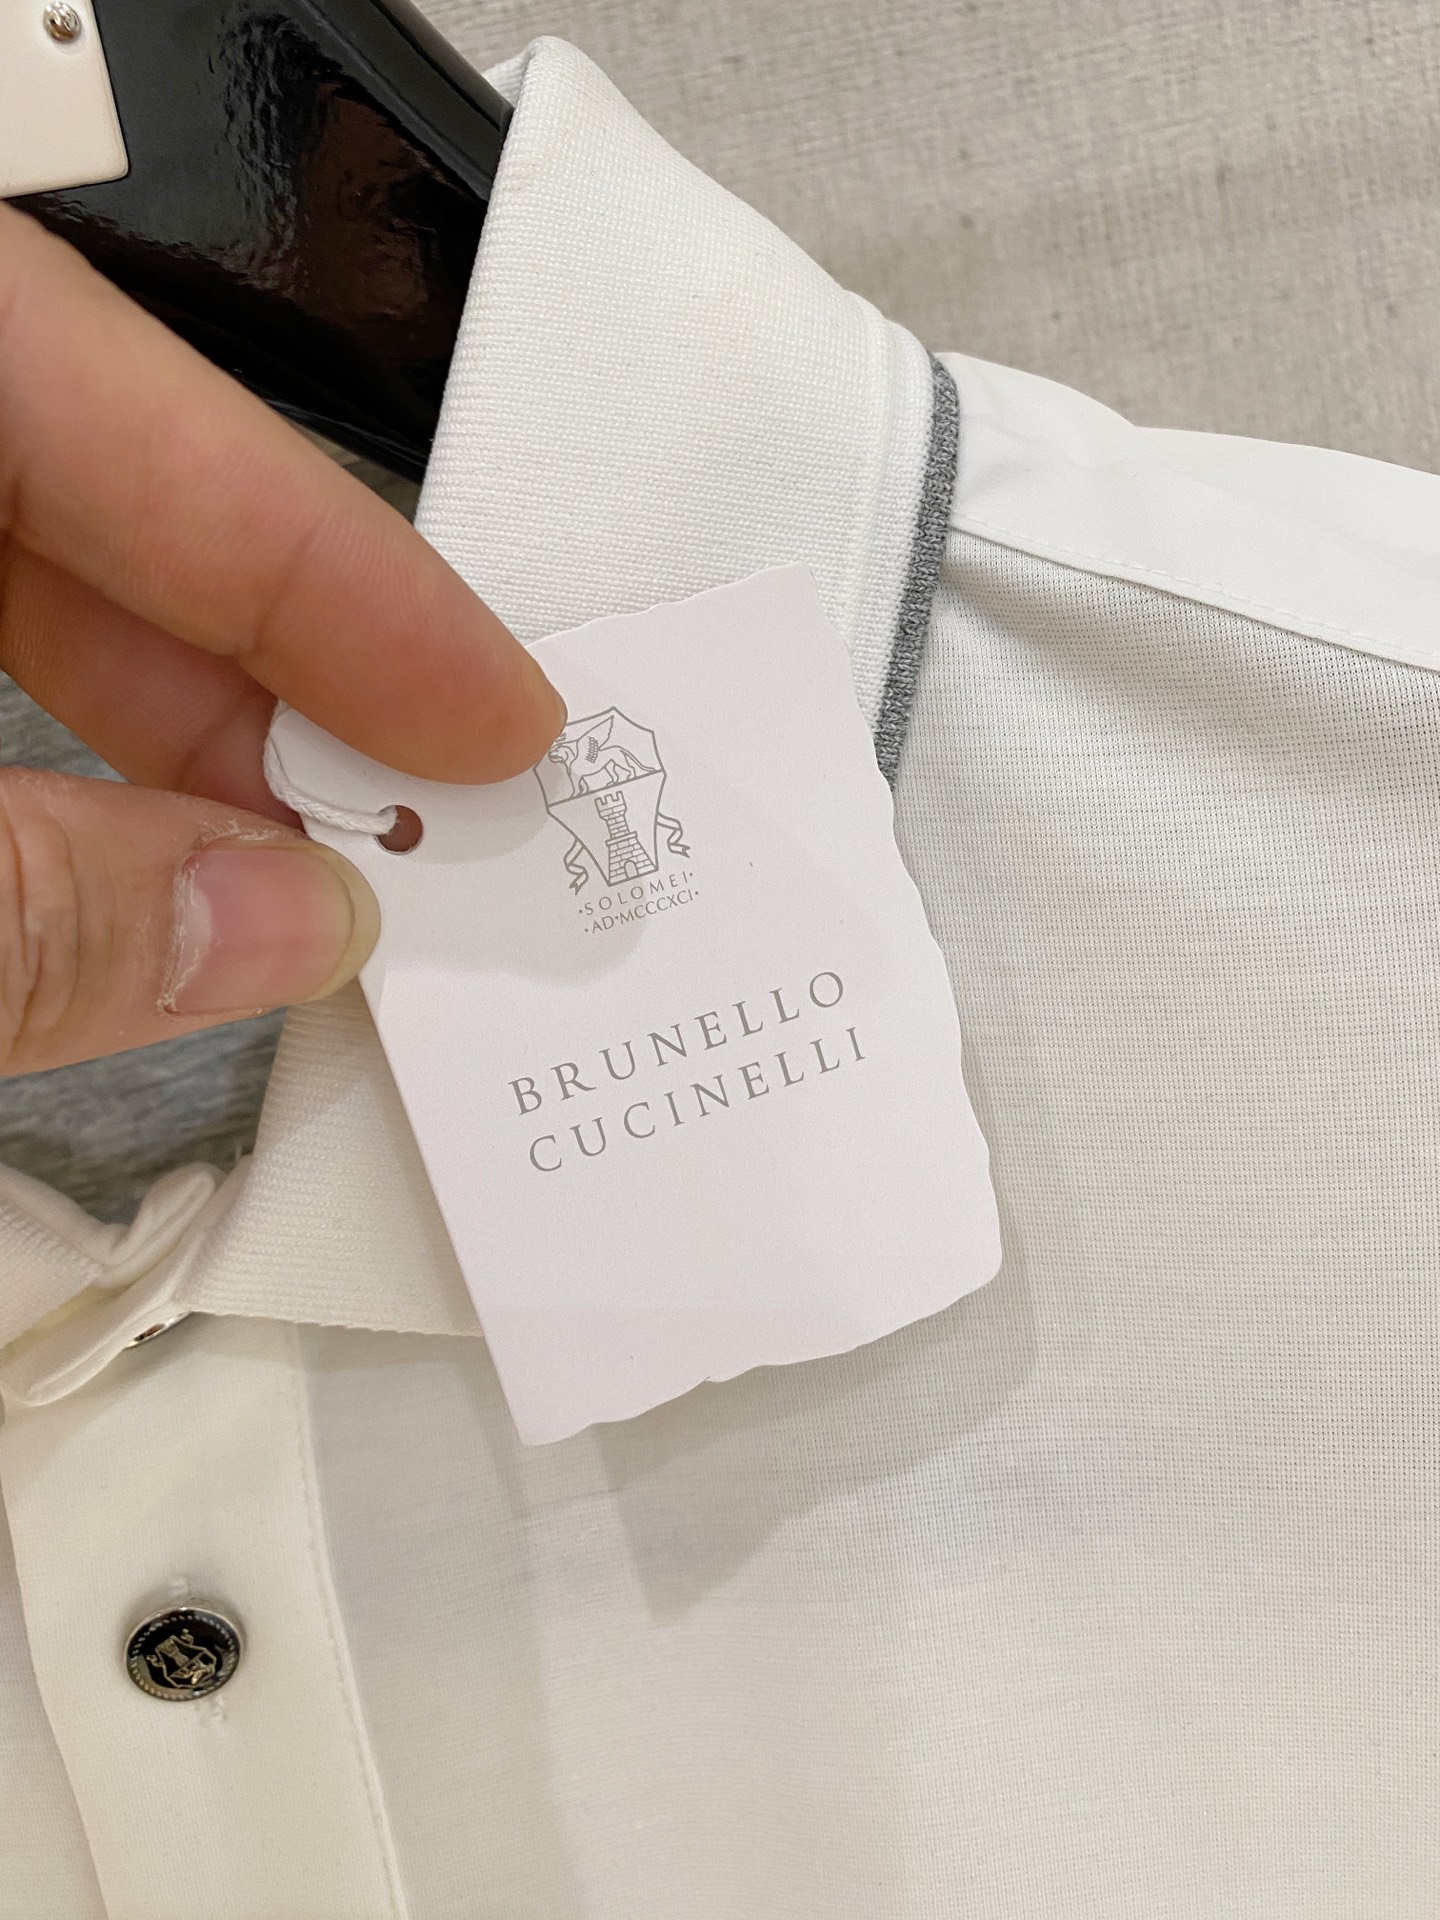 ·SOLOMEI·
·AD·MCCCXCI·
BRUNELLO
CUCINELLI